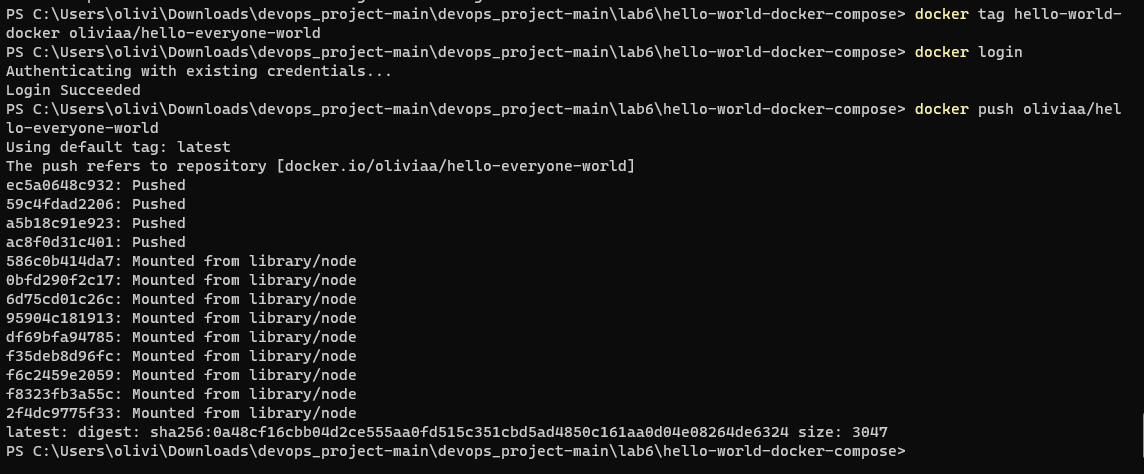 PS C:\Users\olivi\Downloads\devops_project-main\devops_project-main\lab6\hello-world-docker-compose> docker tag hello-world-
docker oliviaa/hello-everyone-world
PS C:\Users\olivi\Downloads\devops_project-main\devops_project-main\lab6\hello-world-docker-compose> docker login
Authenticating with existing credentials...
Login Succeeded
PS C:\Users\olivi\Downloads\devops_project-main\devops_project-main\lab6\hello-world-docker-compose> docker push oliviaa/hel
lo-everyone-world
Using default tag: latest
The push refers to repository [docker.io/oliviaa/hello-everyone-world]
ec5a0648c932: Pushed
59c4fdad2206: Pushed
a5b18c91e923: Pushed
ac8f0d31c401: Pushed
586c0b414da7: Mounted from library/node
0bfd290f2c17: Mounted from library/node
6d75cd01c26c: Mounted from library/node
95904c181913: Mounted from library/node
df69bfa94785: Mounted from library/node
f35deb8d96fc: Mounted from library/node
f6c2459e2059: Mounted from library/node
f8323fb3a55c: Mounted from library/node
2f4dc9775f33: Mounted from library/node
latest: digest: sha256:0a48cf16cbb04d2ce555aa0fd515c351cbd5ad4850c161aa0d04e08264de6324 size: 3047
PS C:\Users\olivi\Downloads\devops_project-main\devops_project-main\lab6\hello-world-docker-compose>